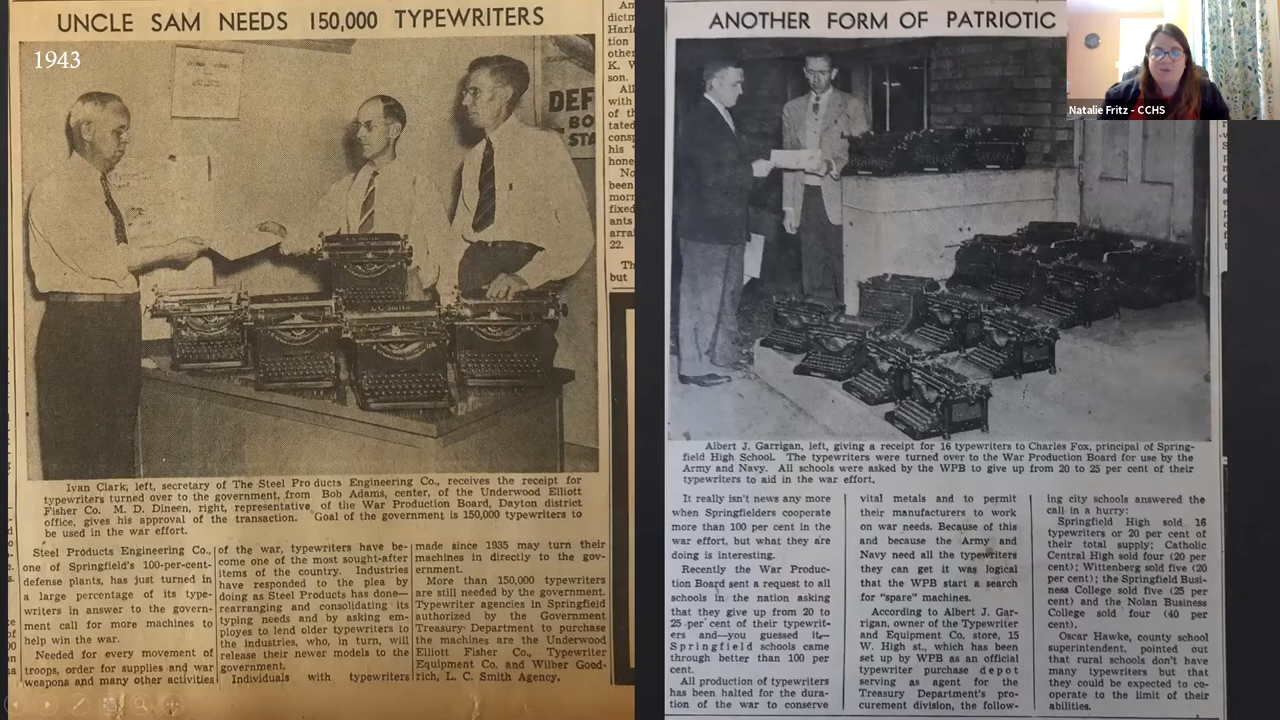 UNCLE SAM NEEDS 150,000 TYPEWRITERS
1943
DEF
BO
STA
Ivan Clark, left, secretary of The Steel Products Engineering Co., receives the receipt for
typewriters turned over to the government, from Bob Adams, center, of the Underwood Elliott
Fisher Co. M. D. Dineen, right, representative of the War Production Board, Dayton district
office, gives his approval of the transaction. Goal of the government is 150,000 typewriters to
be used in the war effort.
Steel Products Engineering Co.,
one of Springfield's 100-per-cent-
defense plants, has just turned in
a large percentage of its type-
writers in answer to the govern-
ment call for more machines to
help win the war.
Needed for every movement of
troops, order for supplies and war
weapons and many other activities
of the war, typewriters have be-
come one of the most sought-after
items of the country. Industries
have responded to the plea by
doing as Steel Products has done—
rearranging and consolidating its
typing needs and by asking em-
ployes to lend older typewriters to
the industries, who, in turn, will
release their newer models to the
government.
Individuals with typewriters
made since 1935 may turn their
machines in directly to the gov-
ernment.
More than 150,000 typewriters
are still needed by the government.
Typewriter agencies in Springfield
authorized by the Government
Treasury Department to purchase
the machines are the Underwood
Elliott Fisher Co., Typewriter
Equipment Co. and Wilber Good-
rich, L. C. Smith Agency.
An
dictm
Harla
tion
other
K. W
son.
All
with
of th
tated
consp
his
hone
No
been
morn
fixed
ants
arrai
22.
Th
but
ANOTHER FORM OF PATRIOTIC
Natalie Fritz - CCHS
Albert J. Garrigan, left, giving a receipt for 16 typewriters to Charles Fox, principal of Spring-
field High School. The typewriters were turned over to the War Production Board for use by the
Army and Navy. All schools were asked by the WPB to give up from 20 to 25 per cent of their
typewriters to aid in the war effort.
It really isn't news any more
when Springfielders cooperate
more than 100 per cent in the
war effort, but what they are
doing is interesting.
Recently the War Produc-
tion Board sent a request to all
schools in the nation asking
that they give up from 20 to
25 per cent of their typewrit-
ers and—you guessed it—
Springfield schools came
through better than 100 per
cent.
All production of typewriters
has been halted for the dura-
tion of the war to conserve
vital metals and to permit
their manufacturers to work
on war needs. Because of this
and because the Army and
Navy need all the typewriters
they can get it was logical
that the WPB start a search
for "spare" machines.
According to Albert J. Gar-
rigan, owner of the Typewriter
and Equipment Co. store, 15
W. High st., which has been
set up by WPB as an official
typewriter purchase depot
serving as agent for the
Treasury Department's pro-
curement division, the follow-
ing city schools answered the
call in a hurry:
Springfield High sold 16
typewriters or 20 per cent of
their total supply; Catholic
Central High sold four (20 per
cent); Wittenberg sold five (20
per cent); the Springfield Busi-
ness College sold five (25 per
cent) and the Nolan Business
College sold four (40 per
cent).
Oscar Hawke, county school
superintendent, pointed out
that rural schools don't have
many typewriters but that
they could be expected to co-
operate to the limit of their
abilities.